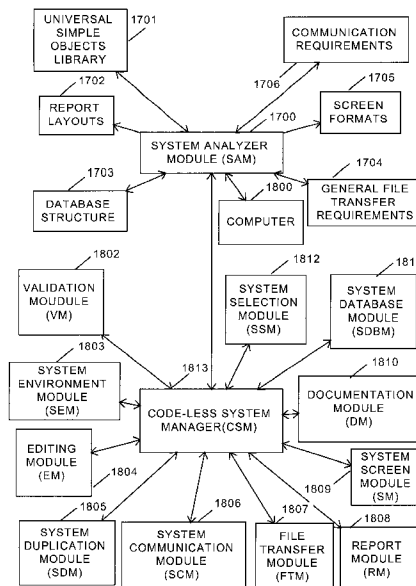 UNIVERSAL
SIMPLE
OBJECTS
LIBRARY
1701
COMMUNICATION
REQUIREMENTS
1702
1706
1705
REPORT
LAYOUTS
1700
SCREEN
FORMATS
SYSTEM ANALYZER
MODULE (SAM)
1703
1704
1800
DATABASE
STRUCTURE
COMPUTER
GENERAL FILE
TRANSFER
REQUIREMENTS
1802
1812
181
VALIDATION
MOUDULE
(VM)
SYSTEM
SELECTION
MODULE
(SSM)
SYSTEM
DATABASE
MODULE
(SDBM)
1803
1813
1810
SYSTEM
ENVIRONMENT
MODULE
(SEM)
CODE-LESS SYSTEM
MANAGER(CSM)
DOCUMENTATION
MODULE
(DM)
EDITING
MODULE
(EM)
1804
SYSTEM
SCREEN
MODULE
(SM)
1809
1805
1806
1807
1808
SYSTEM
DUPLICATION
MODULE (SDM)
SYSTEM
COMMUNICATION
MODULE (SCM)
FILE
TRANSFER
MODULE
(FTM)
REPORT
MODULE
(RM)